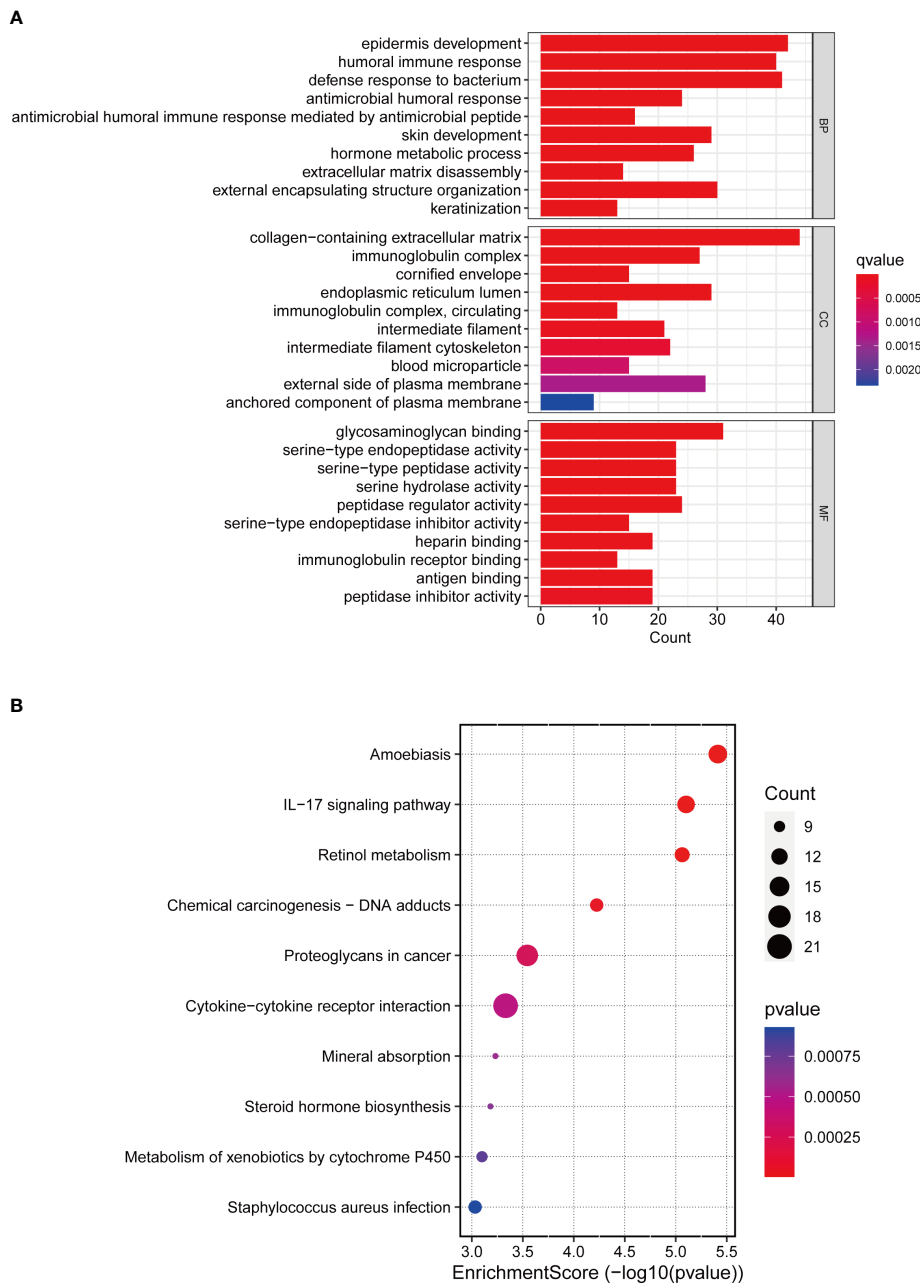 A
epidermis development
humoral immune response
defense response to bacterium
antimicrobial humoral response
antimicrobial humoral immune response mediated by antimicrobial peptide
skin development
hormone metabolic process
extracellular matrix disassembly
external encapsulating structure organization
keratinization
BP
collagen−containing extracellular matrix
immunoglobulin complex
cornified envelope
endoplasmic reticulum lumen
immunoglobulin complex, circulating
intermediate filament
intermediate filament cytoskeleton
blood microparticle
external side of plasma membrane
anchored component of plasma membrane
CC
glycosaminoglycan binding
serine−type endopeptidase activity
serine−type peptidase activity
serine hydrolase activity
peptidase regulator activity
serine−type endopeptidase inhibitor activity
heparin binding
immunoglobulin receptor binding
antigen binding
peptidase inhibitor activity
MF
0 10 20 30 40
Count
qvalue
0.0005
0.0010
0.0015
0.0020
B
Amoebiasis
IL−17 signaling pathway
Retinol metabolism
Chemical carcinogenesis − DNA adducts
Proteoglycans in cancer
Cytokine−cytokine receptor interaction
Mineral absorption
Steroid hormone biosynthesis
Metabolism of xenobiotics by cytochrome P450
Staphylococcus aureus infection
3.0 3.5 4.0 4.5 5.0 5.5
EnrichmentScore (−log10(pvalue))
Count
9
12
15
18
21
pvalue
0.00075
0.00050
0.00025